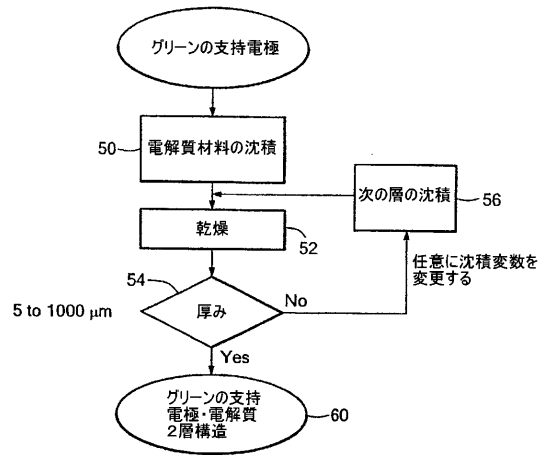 グリーンの支持電極
50
電解質材料の沈積
次の層の沈積
56
乾燥
52
任意に沈積変数を
変更する
54
厚み
No
5 to 1000 μm
Yes
グリーンの支持
電極・電解質
2層構造
60